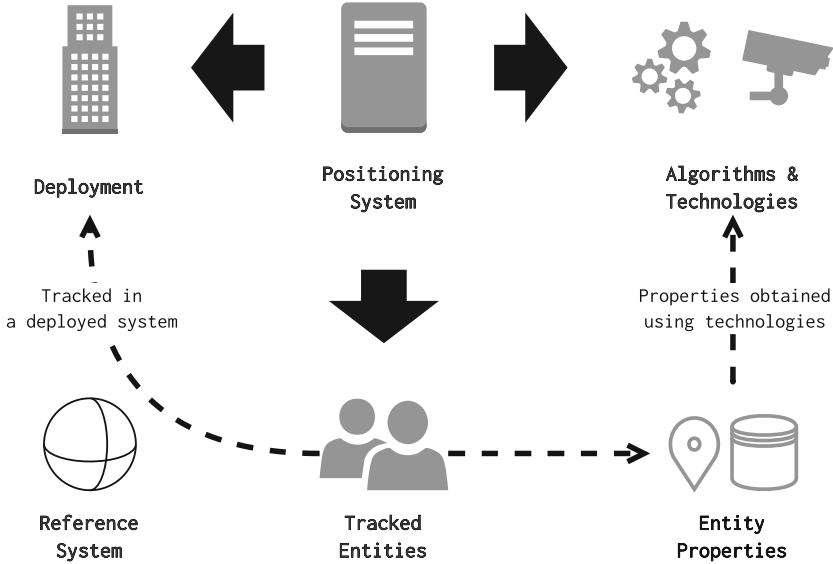 Deployment
Positioning
System
Algorithms &
Technologies
Tracked in
a deployed system
Properties obtained
using technologies
Reference
System
Tracked
Entities
Entity
Properties